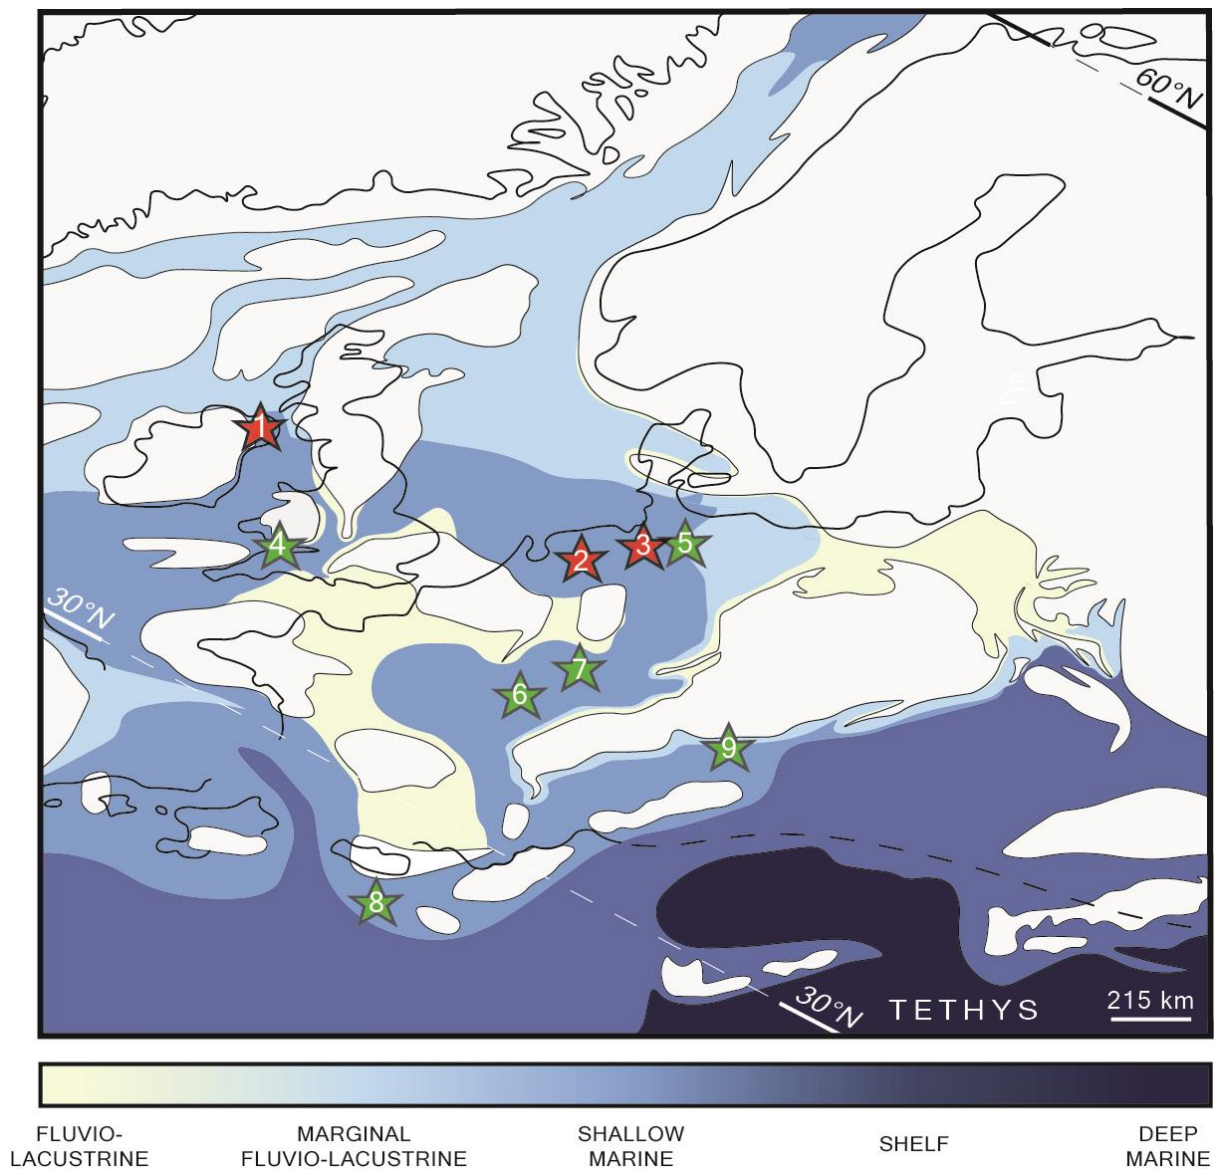 60°N
1
2
3
5
4
30°N
7
6
9
8
30°N
TETHYS
215 km
FLUVIO-
LACUSTRINE
MARGINAL
FLUVIO-LACUSTRINE
SHALLOW
MARINE
SHELF
DEEP
MARINE